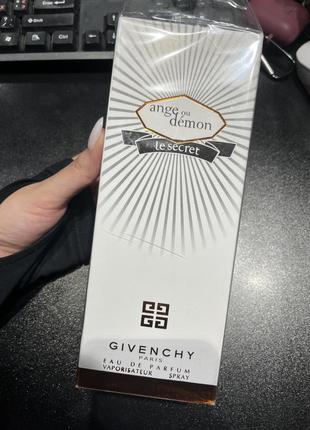 ange ou
démon
le secret
GIVENCHY
PARIS
EAU DE PARFUM
VAPORISATEUR SPRAY